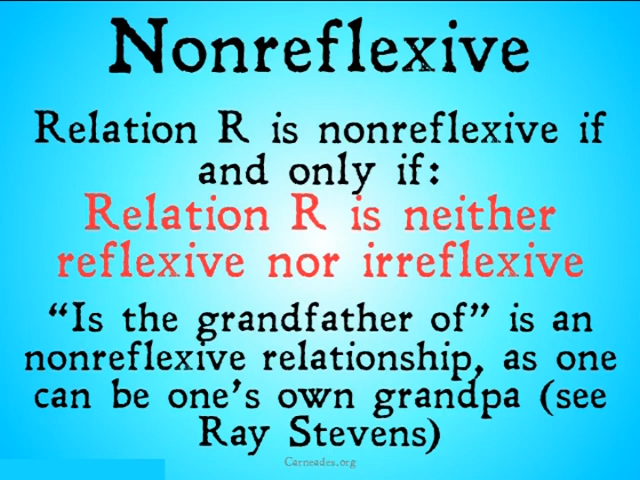 Nonreflexive
Relation R is nonreflexive if
and only if:
Relation R is neither
reflexive nor irreflexive
“Is the grandfather of” is an
nonreflexive relationship, as one
can be one’s own grandpa (see
Ray Stevens)
Carneades.org